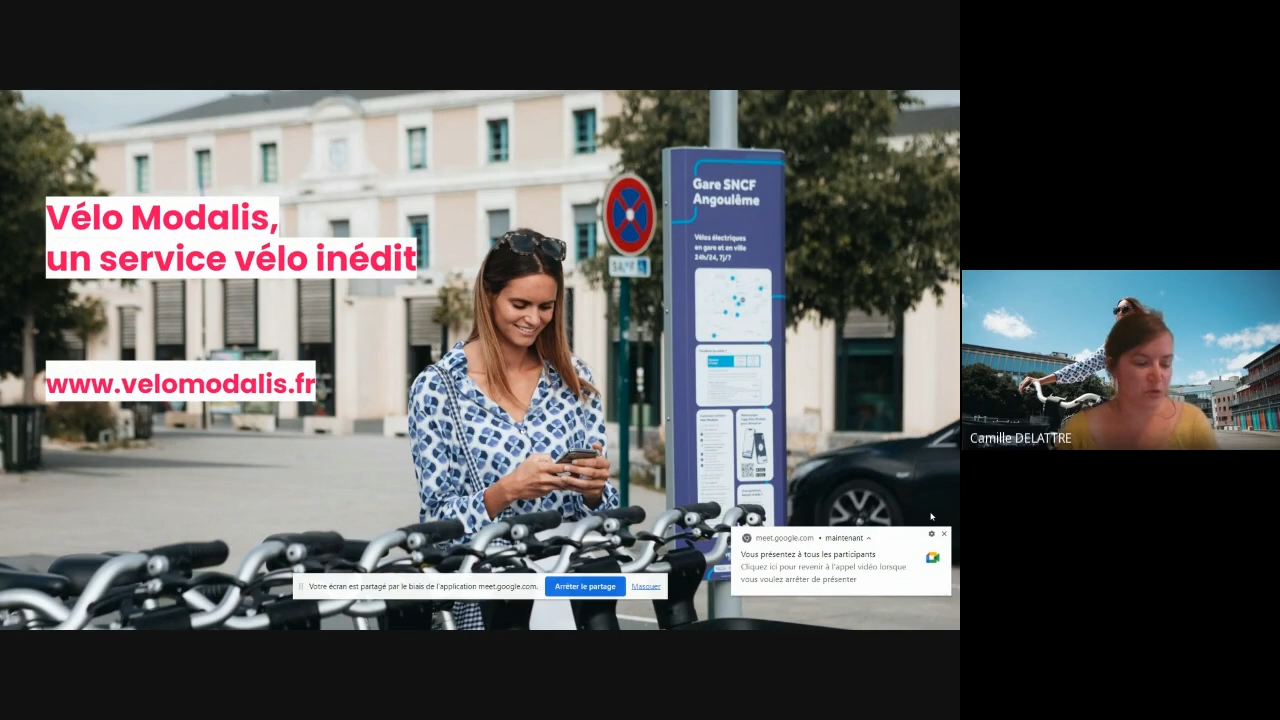 Vélo Modalis,
un service vélo inédit
www.velomodalis.fr
Gare SNCF
Angoulême
Vélos électriques
en gare et en ville
24h/24, 7j/7
Votre écran est partagé par le biais de l'application meet.google.com.
Arrêter le partage
Masquer
meet.google.com • maintenant
Vous présentez à tous les participants
Cliquez ici pour revenir à l'appel vidéo lorsque
vous voulez arrêter de présenter
Camille DELATTRE